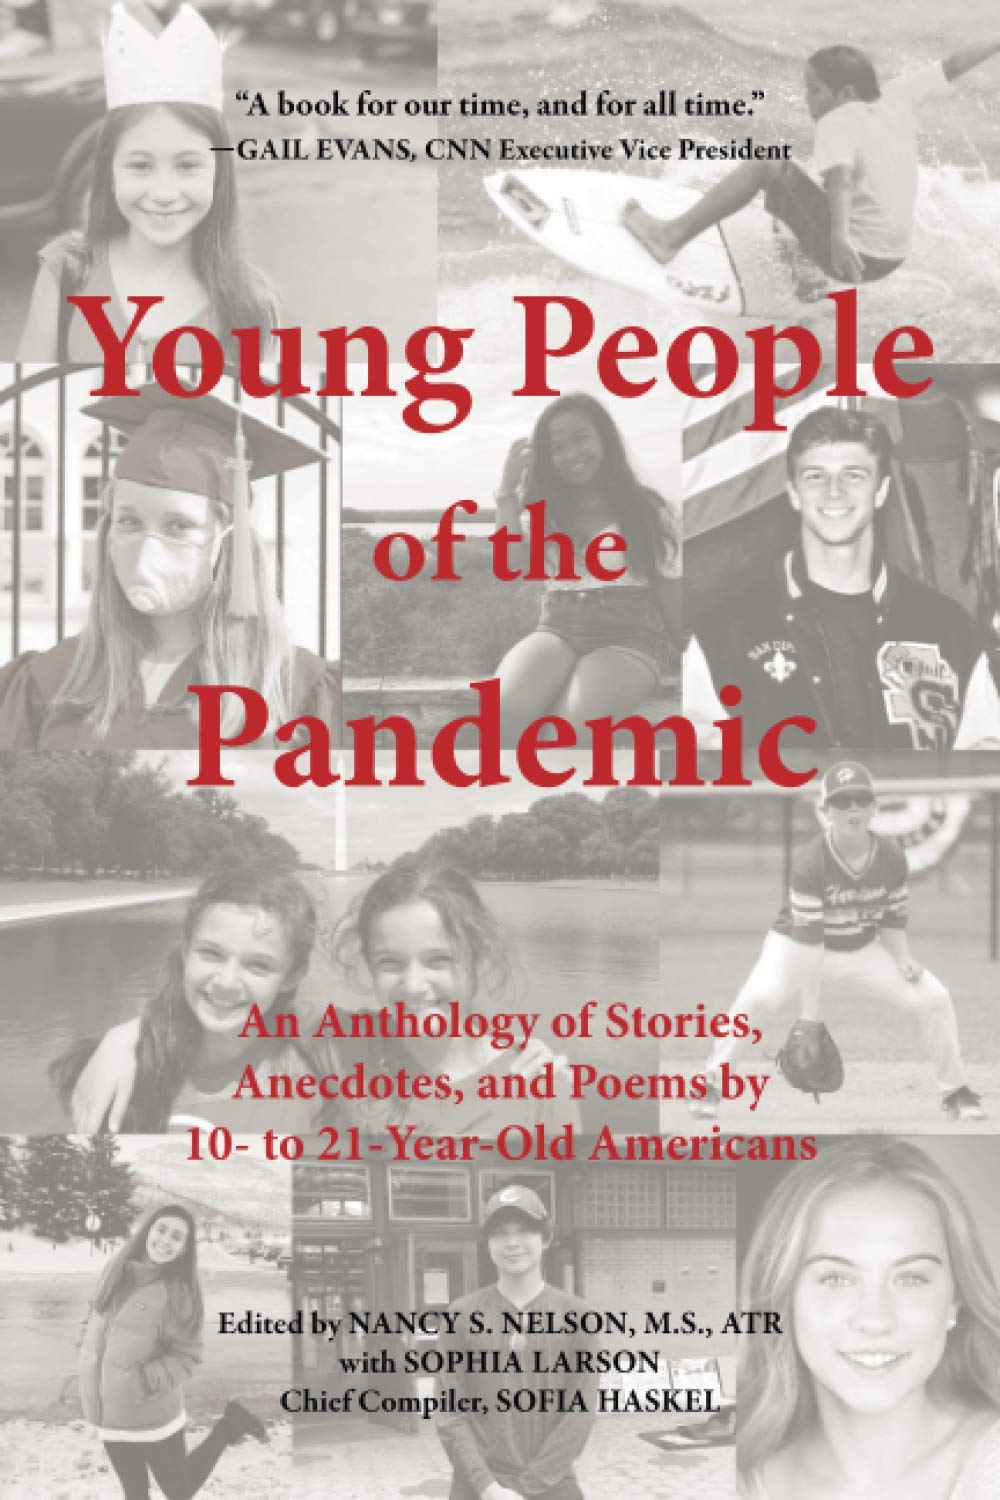 “A book for our time, and for all time.”
—GAIL EVANS, CNN Executive Vice President
Young People
of the
Pandemic
An Anthology of Stories,
Anecdotes, and Poems by
10- to 21-Year-Old Americans
Edited by NANCY S. NELSON, M.S., ATR
with SOPHIA LARSON
Chief Compiler, SOFIA HASKEL